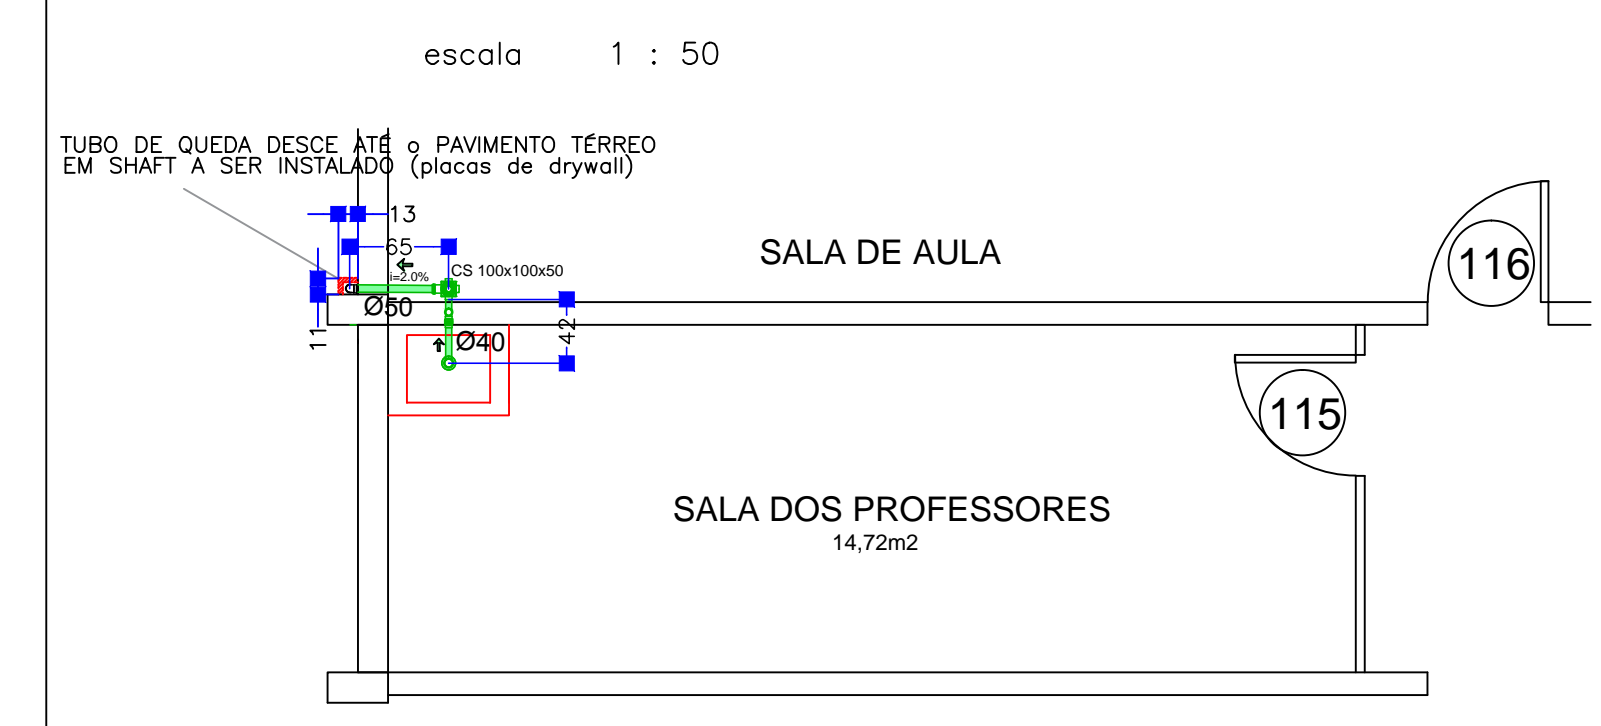 escala 1 : 50
TUBO DE QUEDA DESCE ATÉ o PAVIMENTO TÉRREO
EM SHAFT A SER INSTALADO (placas de drywall)
13
65
i=2.0%
CS 100x100x50
SALA DE AULA
116
Ø50
11
Ø40
42
115
SALA DOS PROFESSORES
14,72m2